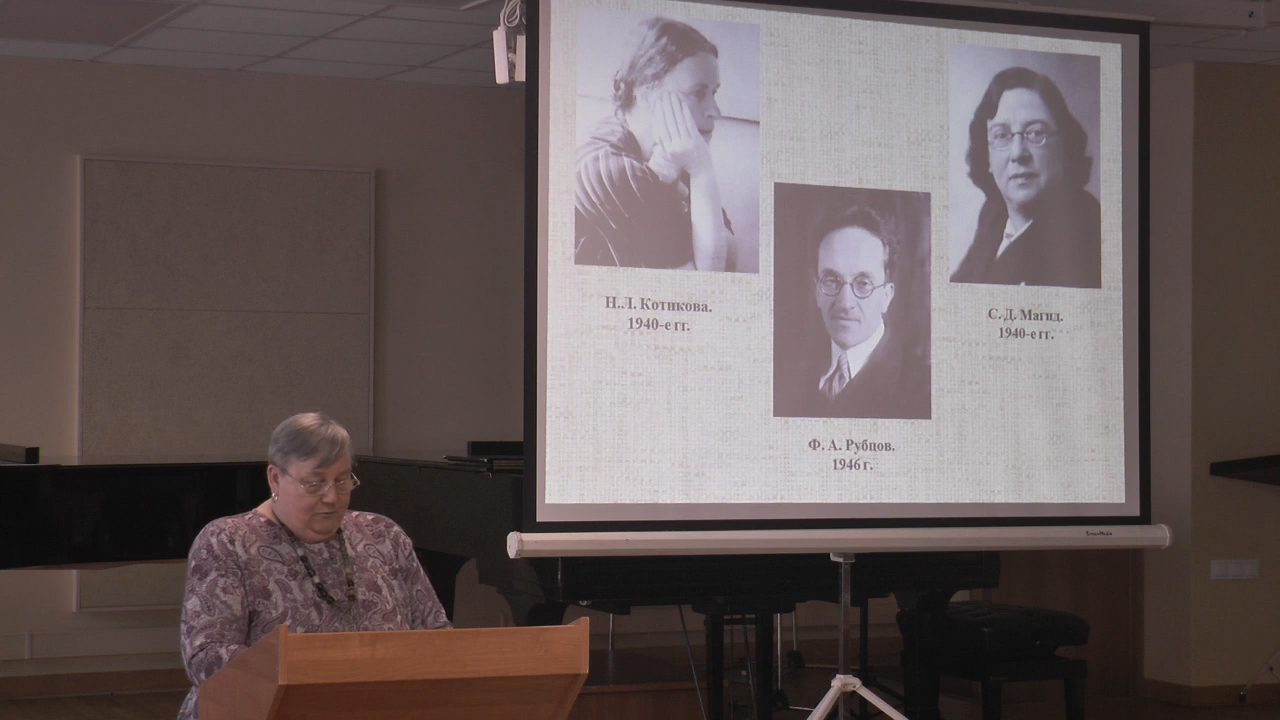 Н.Л. Котикова.
1940-е гг.
С. Д. Магид.
1940-е гг.
Ф. А. Рубцов.
1946 г.